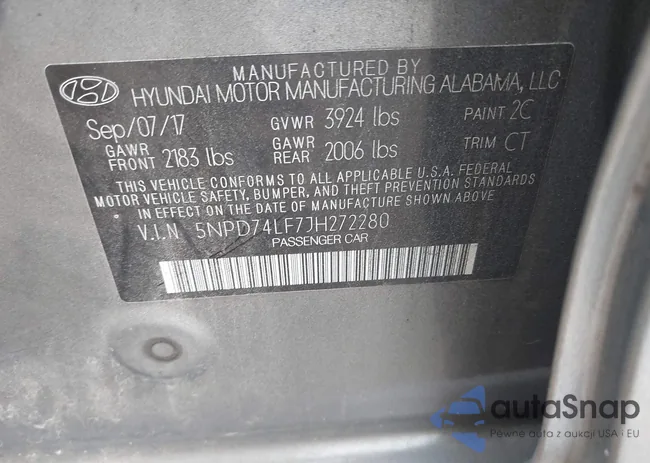 MANUFACTURED BY
HYUNDAI MOTOR MANUFACTURING ALABAMA, LLC
Sep/07/17 GVWR 3924 lbs PAINT 2C
GAWR FRONT 2183 lbs GAWR REAR 2006 lbs TRIM CT
THIS VEHICLE CONFORMS TO ALL APPLICABLE U.S.A. FEDERAL
MOTOR VEHICLE SAFETY, BUMPER, AND THEFT PREVENTION STANDARDS
IN EFFECT ON THE DATE OF MANUFACTURE SHOWN ABOVE.
V.I.N 5NPD74LF7JH272280
PASSENGER CAR
autoSnap
Pewne auta z aukcji USA i EU